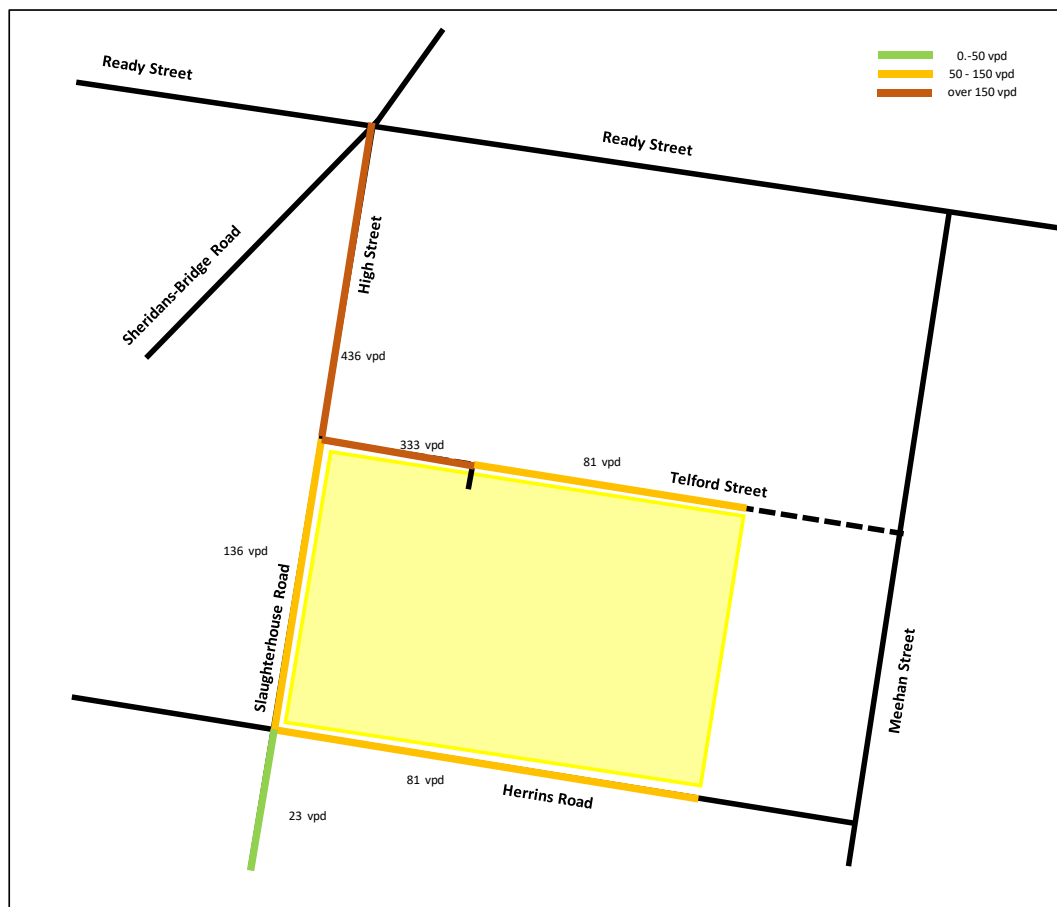 Ready Street
0.-50 vpd
50 - 150 vpd
over 150 vpd
Ready Street
High Street
Sheridans-Bridge Road
436 vpd
333 vpd
81 vpd
Telford Street
136 vpd
Slaughterhouse Road
Meehan Street
81 vpd
Herrins Road
23 vpd